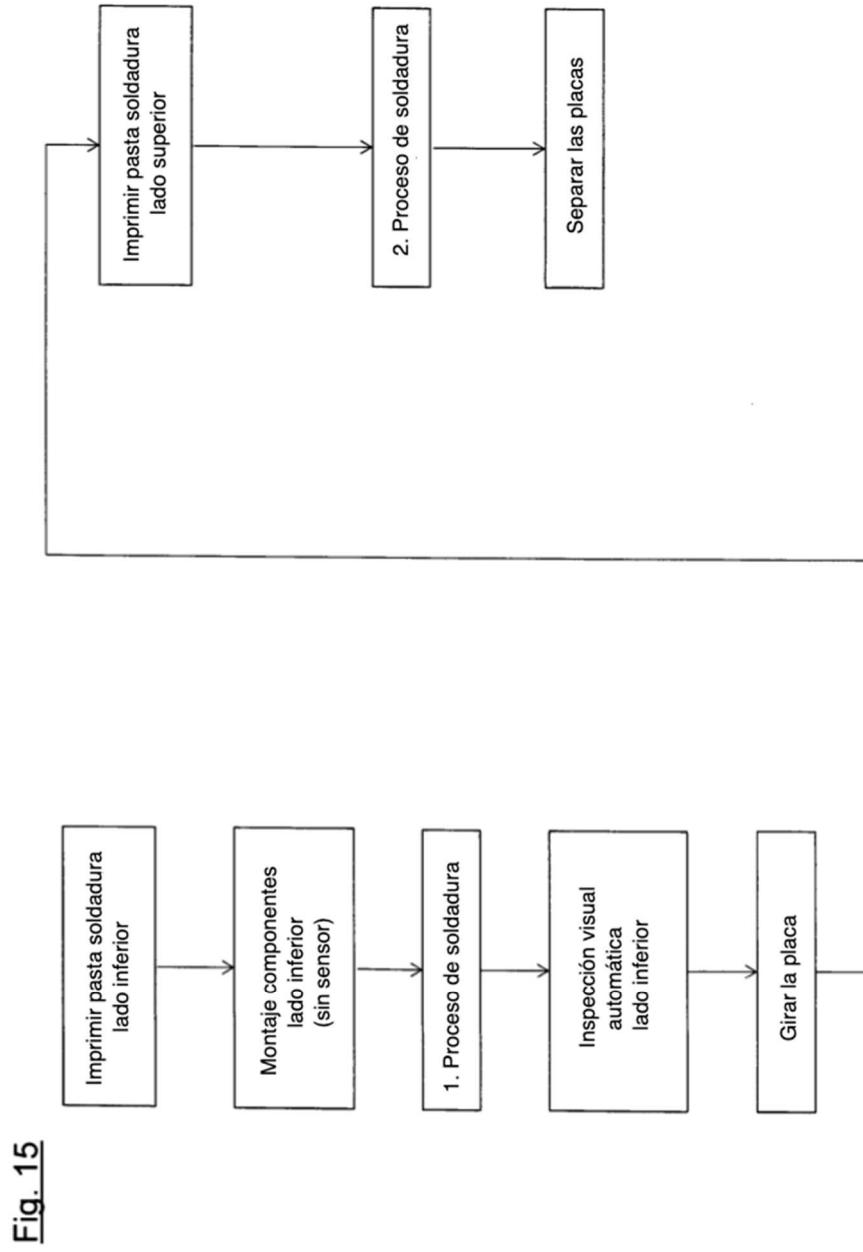 Fig. 15
Imprimir pasta soldadura
lado inferior
Montaje componentes
lado inferior
(sin sensor)
1. Proceso de soldadura
Inspección visual
automática
lado inferior
Girar la placa
Imprimir pasta soldadura
lado superior
2. Proceso de soldadura
Separar las placas